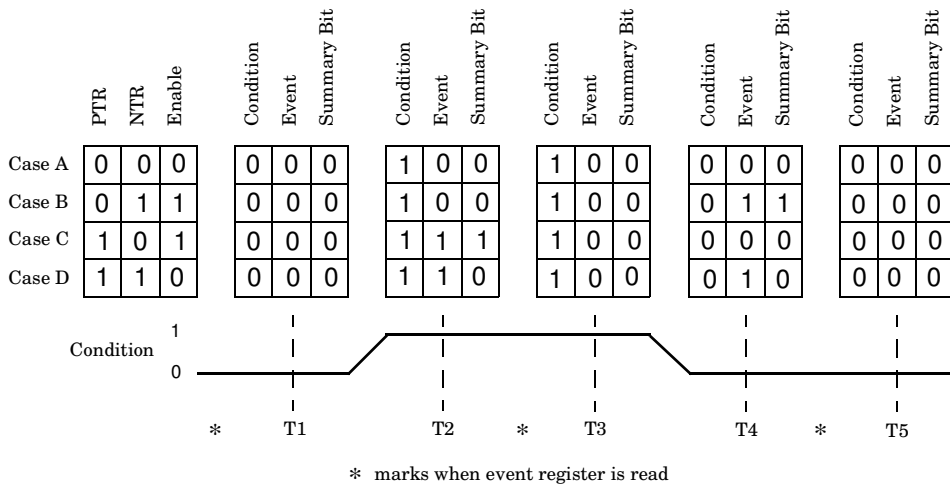 PTR NTR Enable Condition Event Summary Bit Condition Event Summary Bit Condition Event Summary Bit Condition Event Summary Bit Condition Event Summary Bit
Case A 0 0 0 0 0 0 1 0 0 1 0 0 0 0 0 0 0 0
Case B 0 1 1 0 0 0 1 0 0 1 0 0 0 1 1 0 0 0
Case C 1 0 1 0 0 0 1 1 1 1 0 0 0 0 0 0 0 0
Case D 1 1 0 0 0 0 1 1 0 1 0 0 0 1 0 0 0 0
1
Condition
0
* T1 T2 * T3 T4 * T5
* marks when event register is read